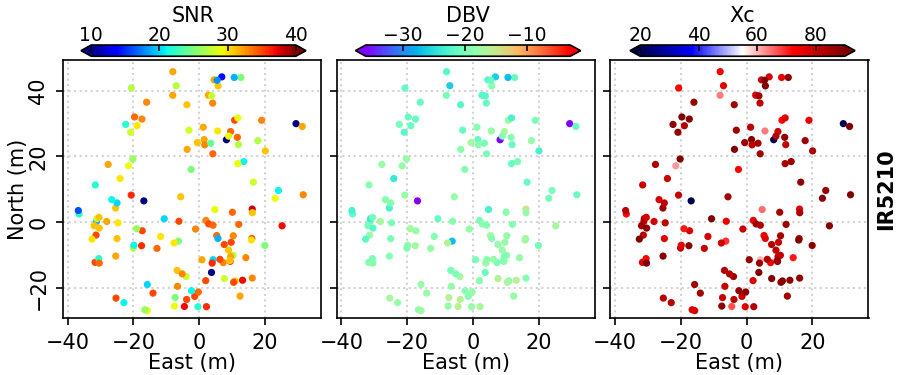 SNR DBV Xc
10 20 30 40 −30 −20 −10 20 40 60 80
40
20
0
−20
North (m)
IR5210
−40 −20 0 20 −40 −20 0 20 −40 −20 0 20
East (m) East (m) East (m)